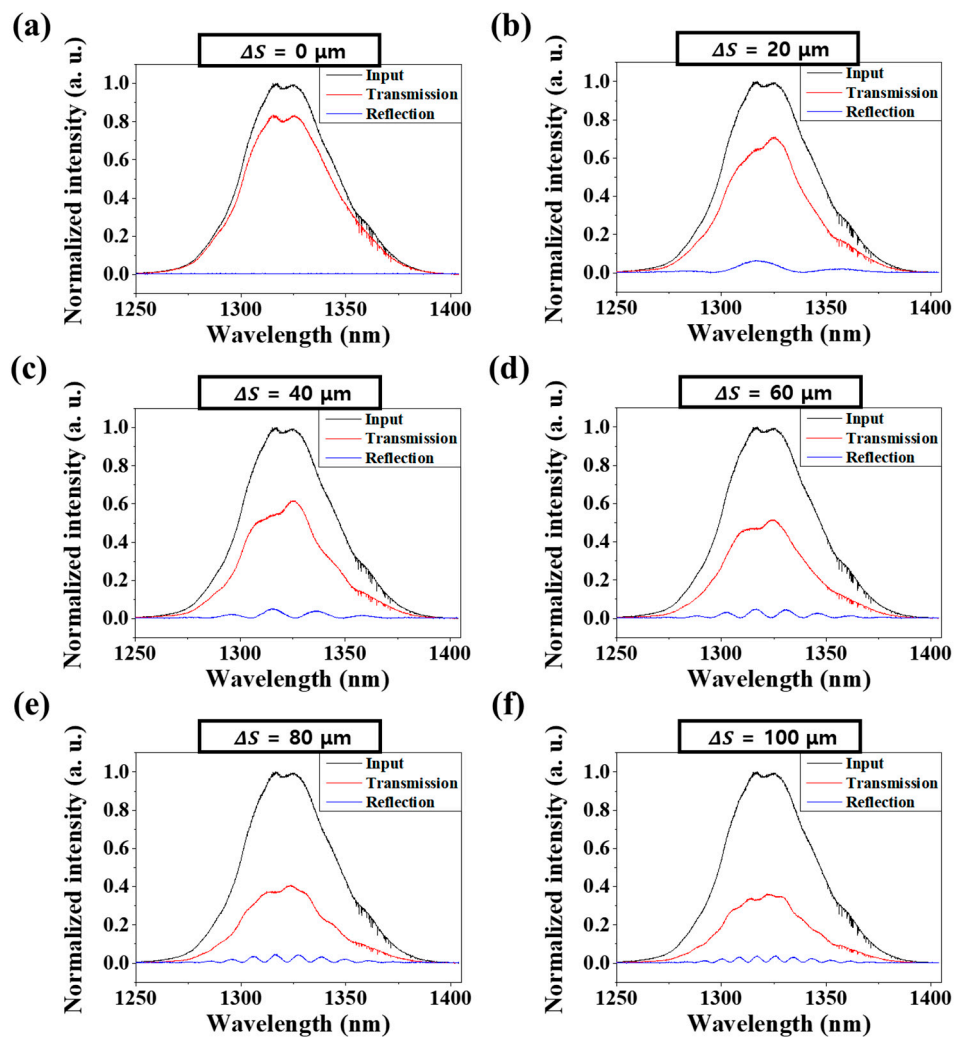 (a)
ΔS = 0 μm
Normalized intensity (a. u.)
1.0
0.8
0.6
0.4
0.2
0.0
Input
Transmission
Reflection
1250 1300 1350 1400
Wavelength (nm)
(b)
ΔS = 20 μm
Normalized intensity (a. u.)
1.0
0.8
0.6
0.4
0.2
0.0
Input
Transmission
Reflection
1250 1300 1350 1400
Wavelength (nm)
(c)
ΔS = 40 μm
Normalized intensity (a. u.)
1.0
0.8
0.6
0.4
0.2
0.0
Input
Transmission
Reflection
1250 1300 1350 1400
Wavelength (nm)
(d)
ΔS = 60 μm
Normalized intensity (a. u.)
1.0
0.8
0.6
0.4
0.2
0.0
Input
Transmission
Reflection
1250 1300 1350 1400
Wavelength (nm)
(e)
ΔS = 80 μm
Normalized intensity (a. u.)
1.0
0.8
0.6
0.4
0.2
0.0
Input
Transmission
Reflection
1250 1300 1350 1400
Wavelength (nm)
(f)
ΔS = 100 μm
Normalized intensity (a. u.)
1.0
0.8
0.6
0.4
0.2
0.0
Input
Transmission
Reflection
1250 1300 1350 1400
Wavelength (nm)